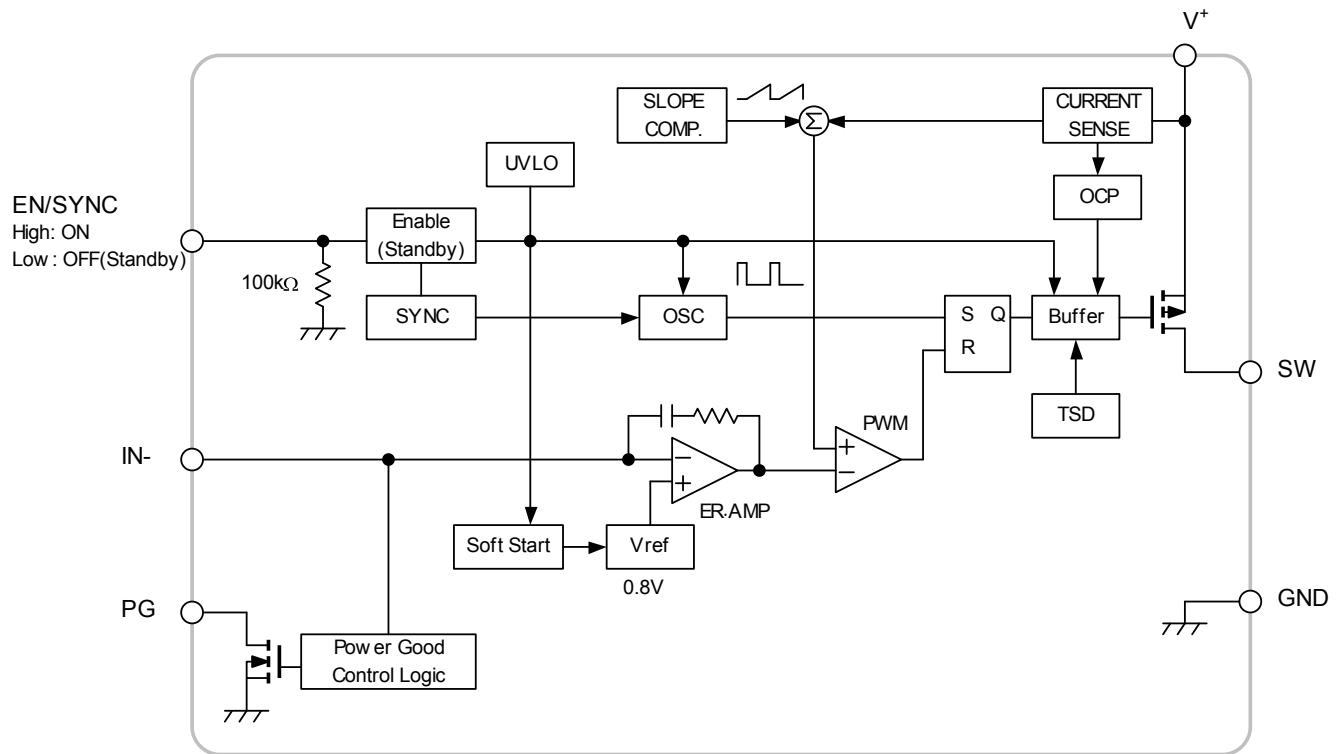 V+
SLOPE
COMP.
Σ
CURRENT
SENSE
UVLO
OCP
EN/SYNC
High: ON
Low : OFF(Standby)
Enable
(Standby)
100kΩ
SYNC
OSC
S Q
R
Buffer
SW
TSD
PWM
IN-
−
+
+
−
ER.AMP
Soft Start
Vref
0.8V
PG
GND
Power Good
Control Logic